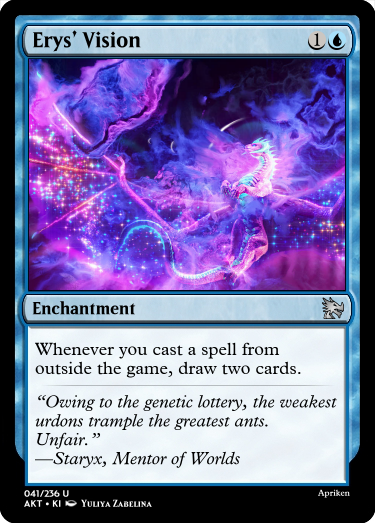 Erys' Vision
1
Enchantment
Whenever you cast a spell from
outside the game, draw two cards.
“Owing to the genetic lottery, the weakest
urdons trample the greatest ants.
Unfair.”
—Staryx, Mentor of Worlds
041/236 U
Apriken
AKT • KI Yuliya Zabelina